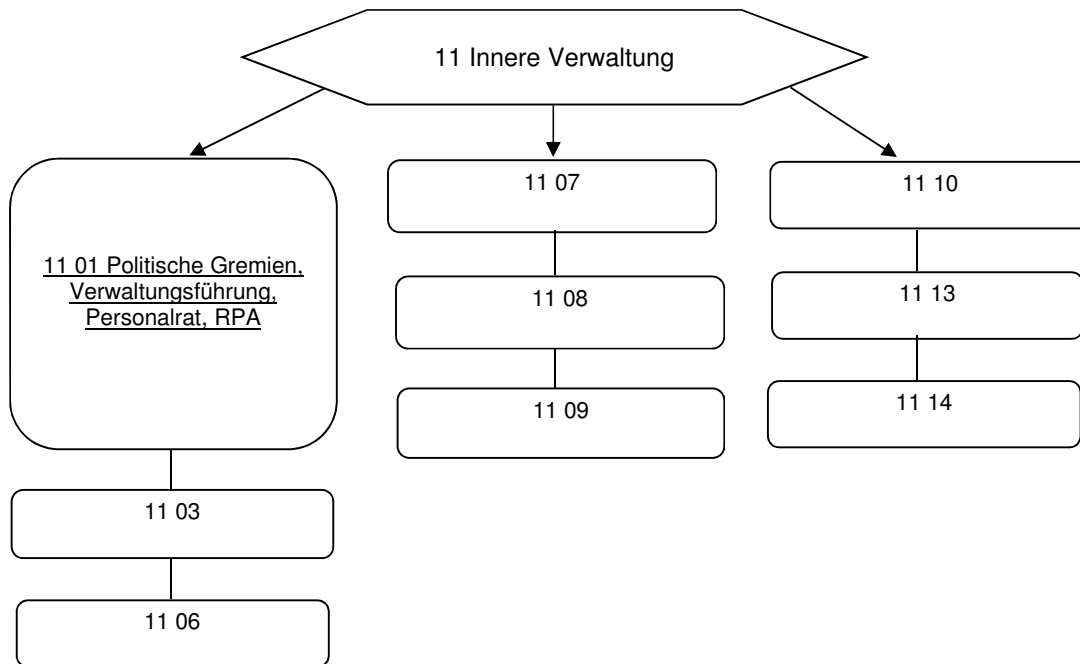 11 Innere Verwaltung
11 01 Politische Gremien,
Verwaltungsführung,
Personalrat, RPA
11 03
11 06
11 07
11 08
11 09
11 10
11 13
11 14